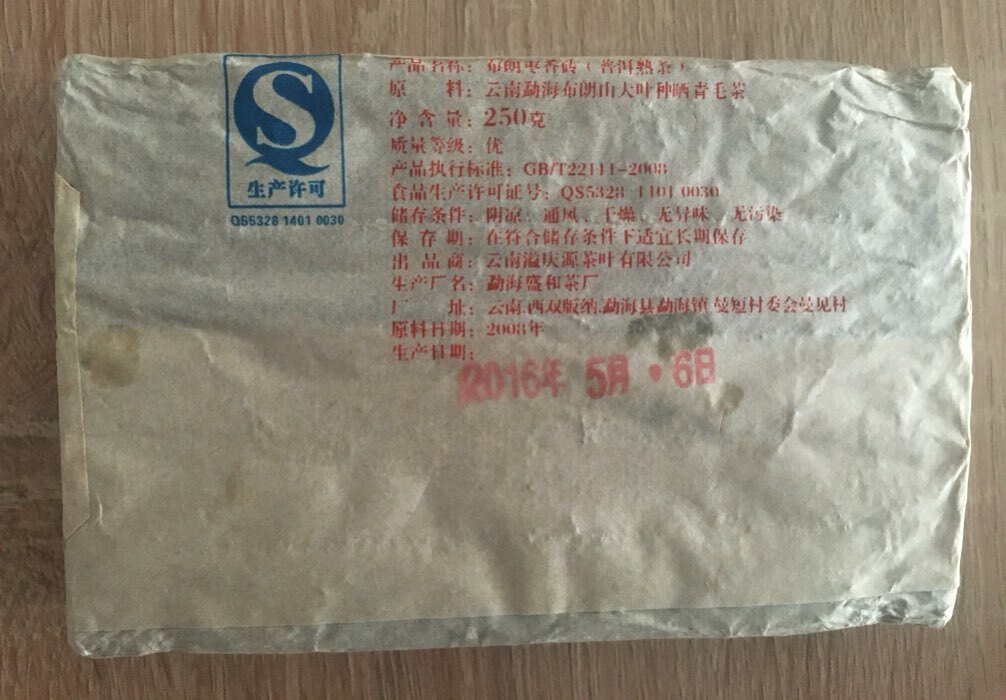 QS
生产许可
QS5328 1401 0030
产品名称：布朗枣香砖（普洱熟茶）
原 料：云南勐海布朗山大叶种晒青毛茶
净 含 量：250克
质量等级：优
产品执行标准：GB/T22111-2008
食品生产许可证号：QS5328 1401 0030
储存条件：阴凉、通风、干燥、无异味、无污染
保 存 期：在符合储存条件下适宜长期保存
出 品 商：云南溢庆源茶叶有限公司
生产厂名：勐海盛和茶厂
厂 址：云南.西双版纳.勐海县勐海镇 曼短村委会曼见村
原料日期：2008年
生产日期：
2016年 5月·6日